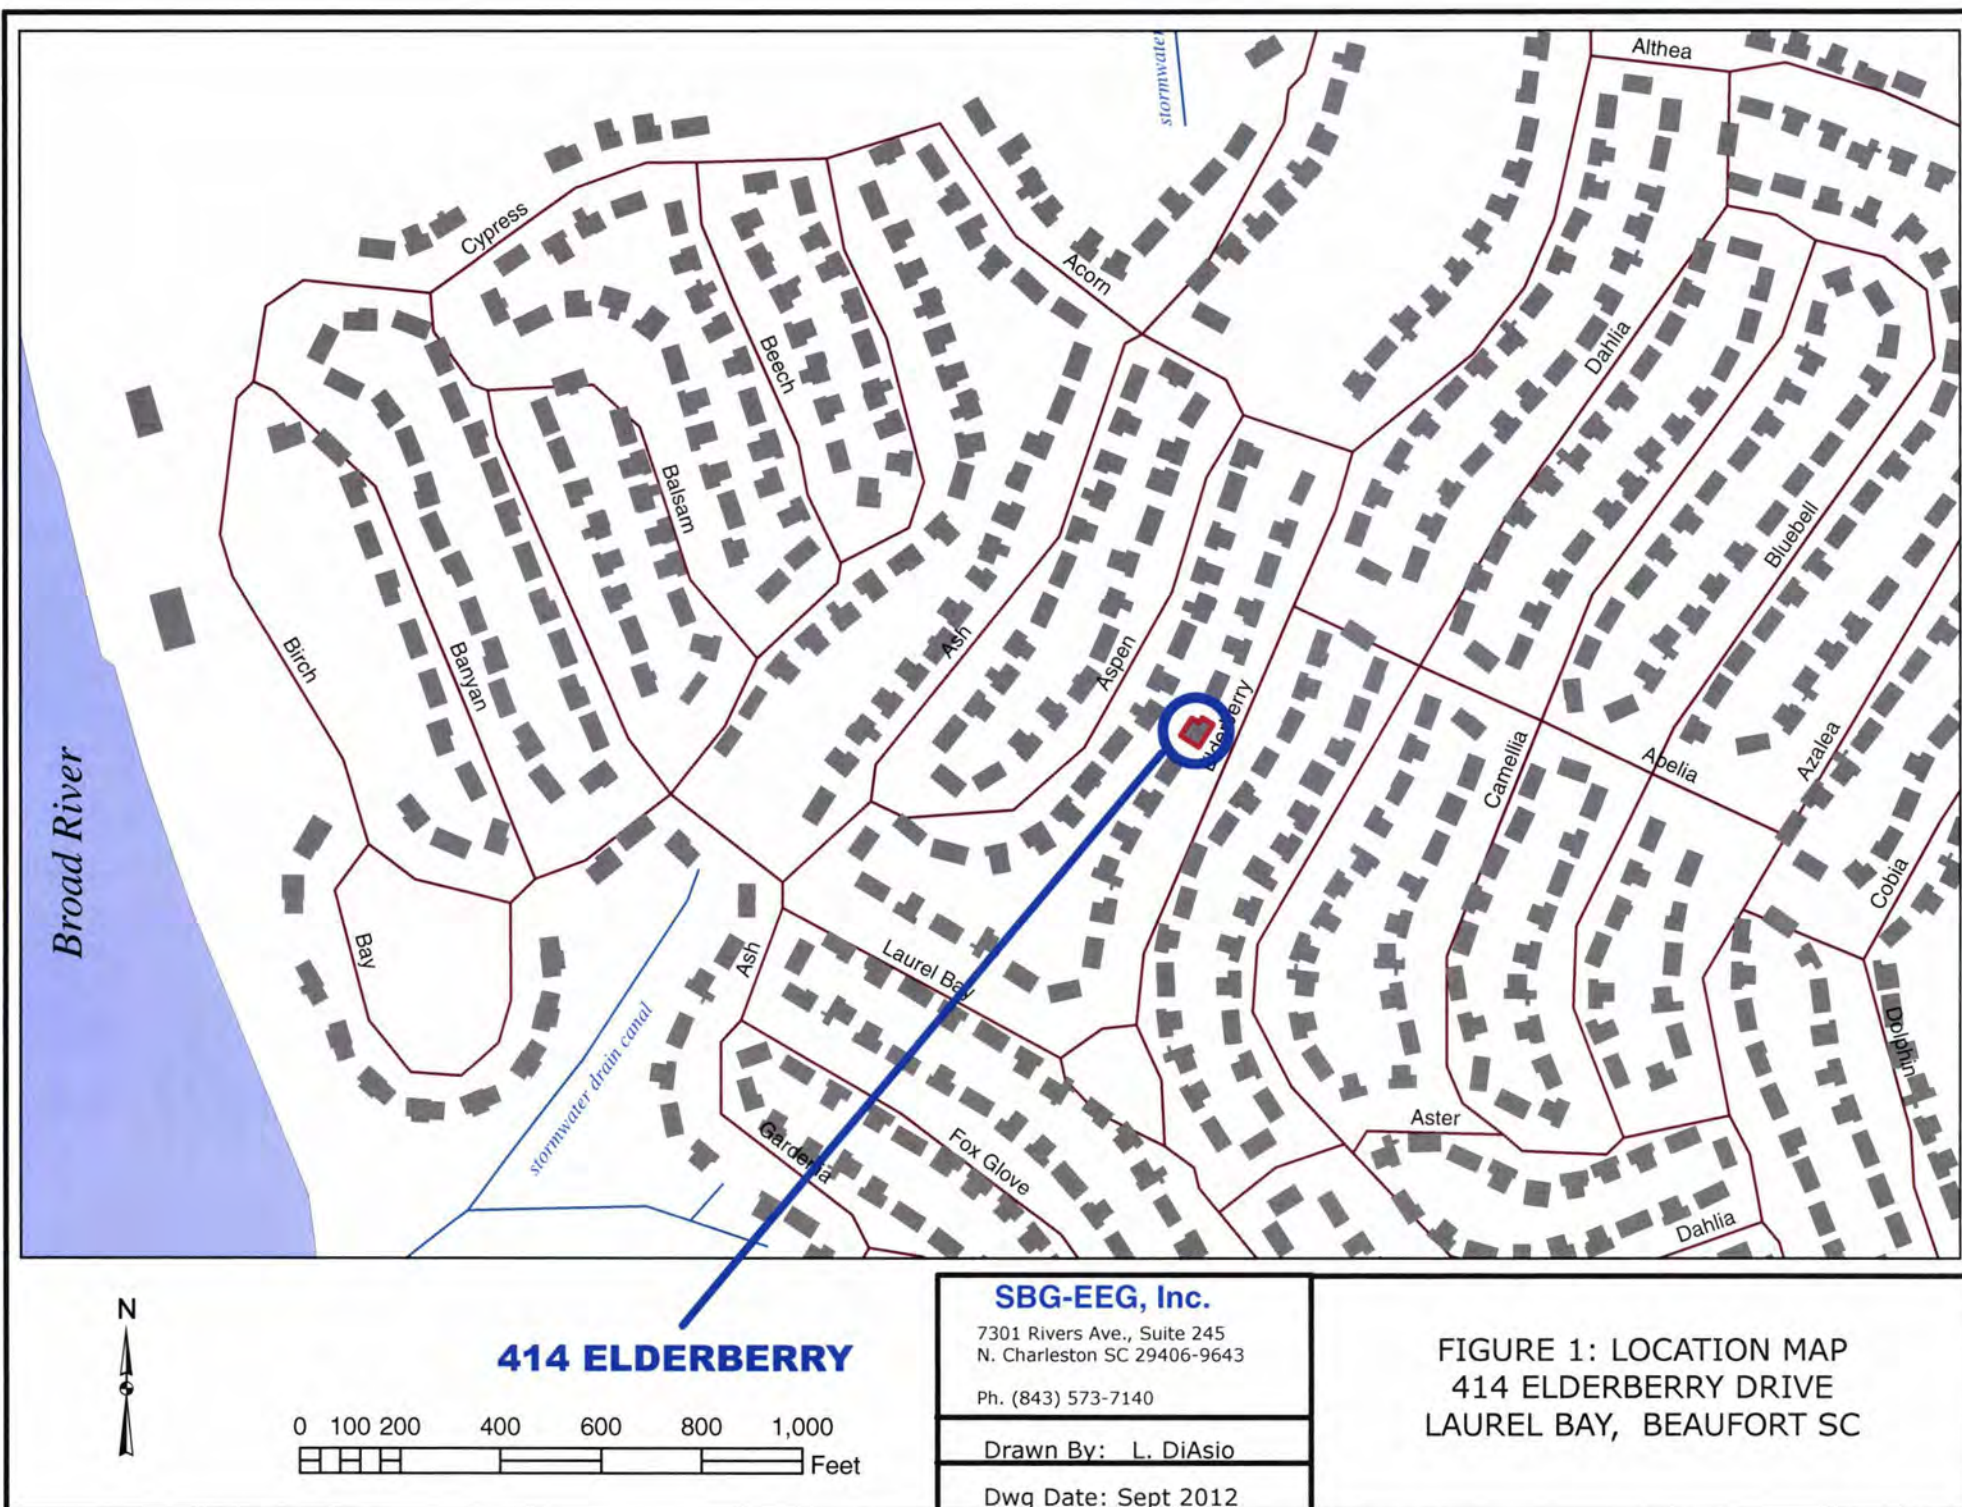 stormwater
Althea
Cypress
Acorn
Dahlia
Beech
Balsam
Bluebell
Birch
Banyan
Ash
Aspen
Elderberry
Camellia
Abelia
Azalea
Cobia
Broad River
Bay
Ash
Laurel Bay
stormwater drain canal
Dolphin
Gardenia
Fox Glove
Aster
Dahlia
N
414 ELDERBERRY
0 100 200 400 600 800 1,000
Feet
SBG-EEG, Inc.
7301 Rivers Ave., Suite 245
N. Charleston SC 29406-9643
Ph. (843) 573-7140
Drawn By: L. DiAsio
Dwg Date: Sept 2012
FIGURE 1: LOCATION MAP
414 ELDERBERRY DRIVE
LAUREL BAY, BEAUFORT SC